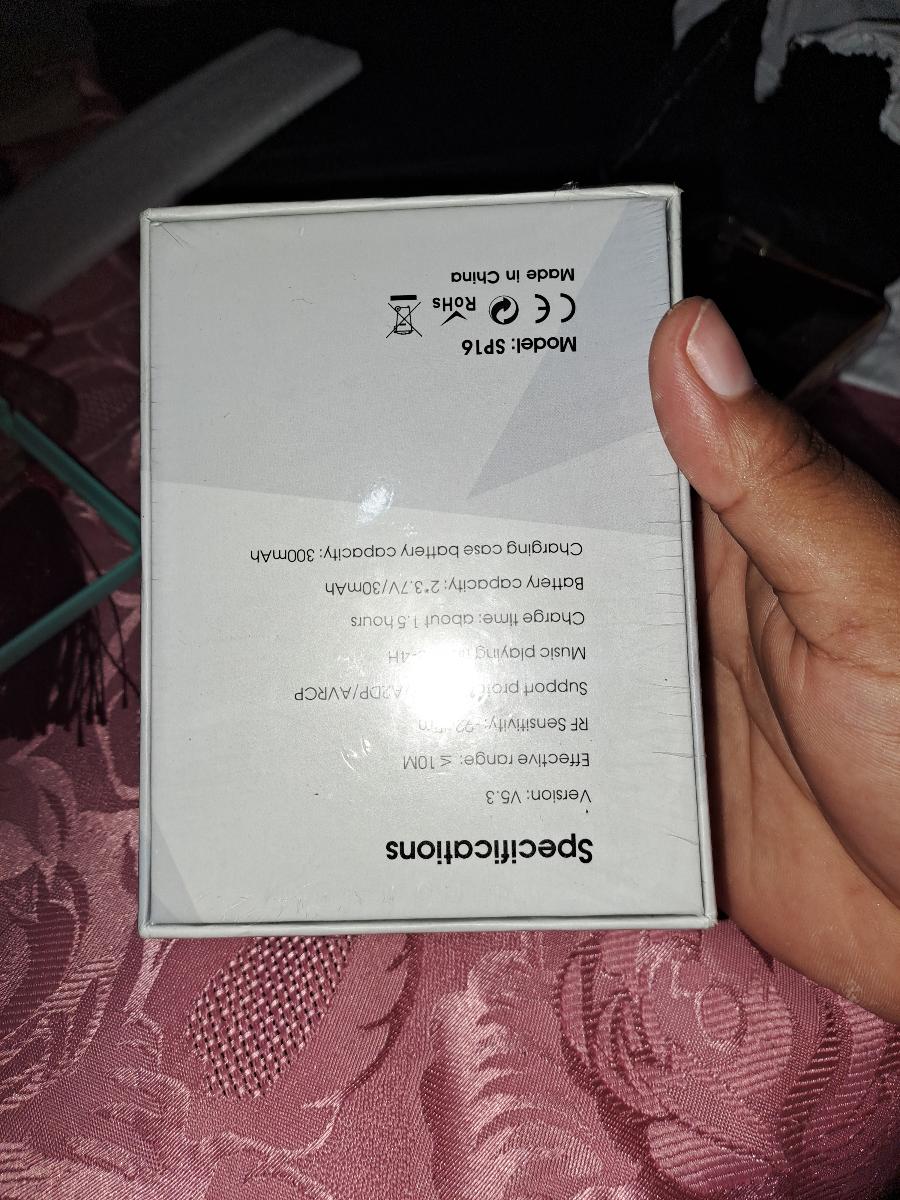 Specifications
Version: V5.3
Effective range: ≤ 10M
RF Sensitivity:
Support A2DP/AVRCP
Music playing
Charge time: about 1.5 hours
Battery capacity: 2*3.7V/30mAh
Charging case battery capacity: 300mAh
Model: SP16
CE RoHS
Made in China